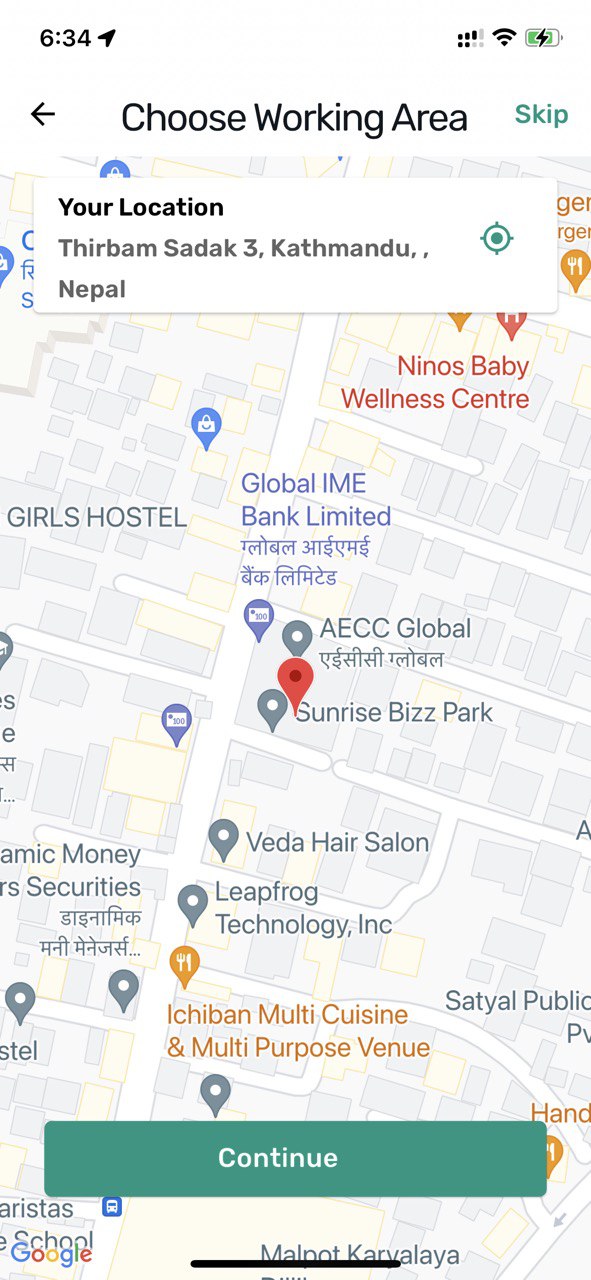 6:34
Choose Working Area
Skip
Your Location
Thirbam Sadak 3, Kathmandu, ,
Nepal
Ninos Baby
Wellness Centre
Global IME
Bank Limited
ग्लोबल आईएमई
बैंक लिमिटेड
GIRLS HOSTEL
100
AECC Global
एईसीसी ग्लोबल
Sunrise Bizz Park
100
Veda Hair Salon
amic Money
rs Securities
डाइनामिक
मनी मेनेजर्स...
Leapfrog
Technology, Inc
Ichiban Multi Cuisine
& Multi Purpose Venue
Satyal Public
stel
Hand
Continue
aristas
e School
Google
Malpot Karyalaya